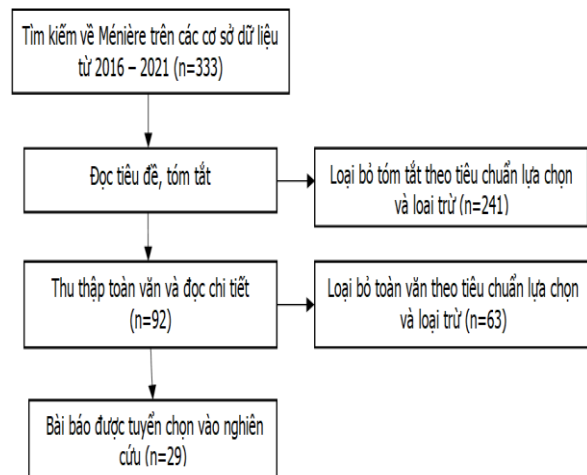 Tìm kiếm về Ménière trên các cơ sở dữ liệu
từ 2016 – 2021 (n=333)
Đọc tiêu đề, tóm tắt
Loại bỏ tóm tắt theo tiêu chuẩn lựa chọn
và loai trừ (n=241)
Thu thập toàn văn và đọc chi tiết
(n=92)
Loại bỏ toàn văn theo tiêu chuẩn lựa chọn
và loại trừ (n=63)
Bài báo được tuyển chọn vào nghiên
cứu (n=29)